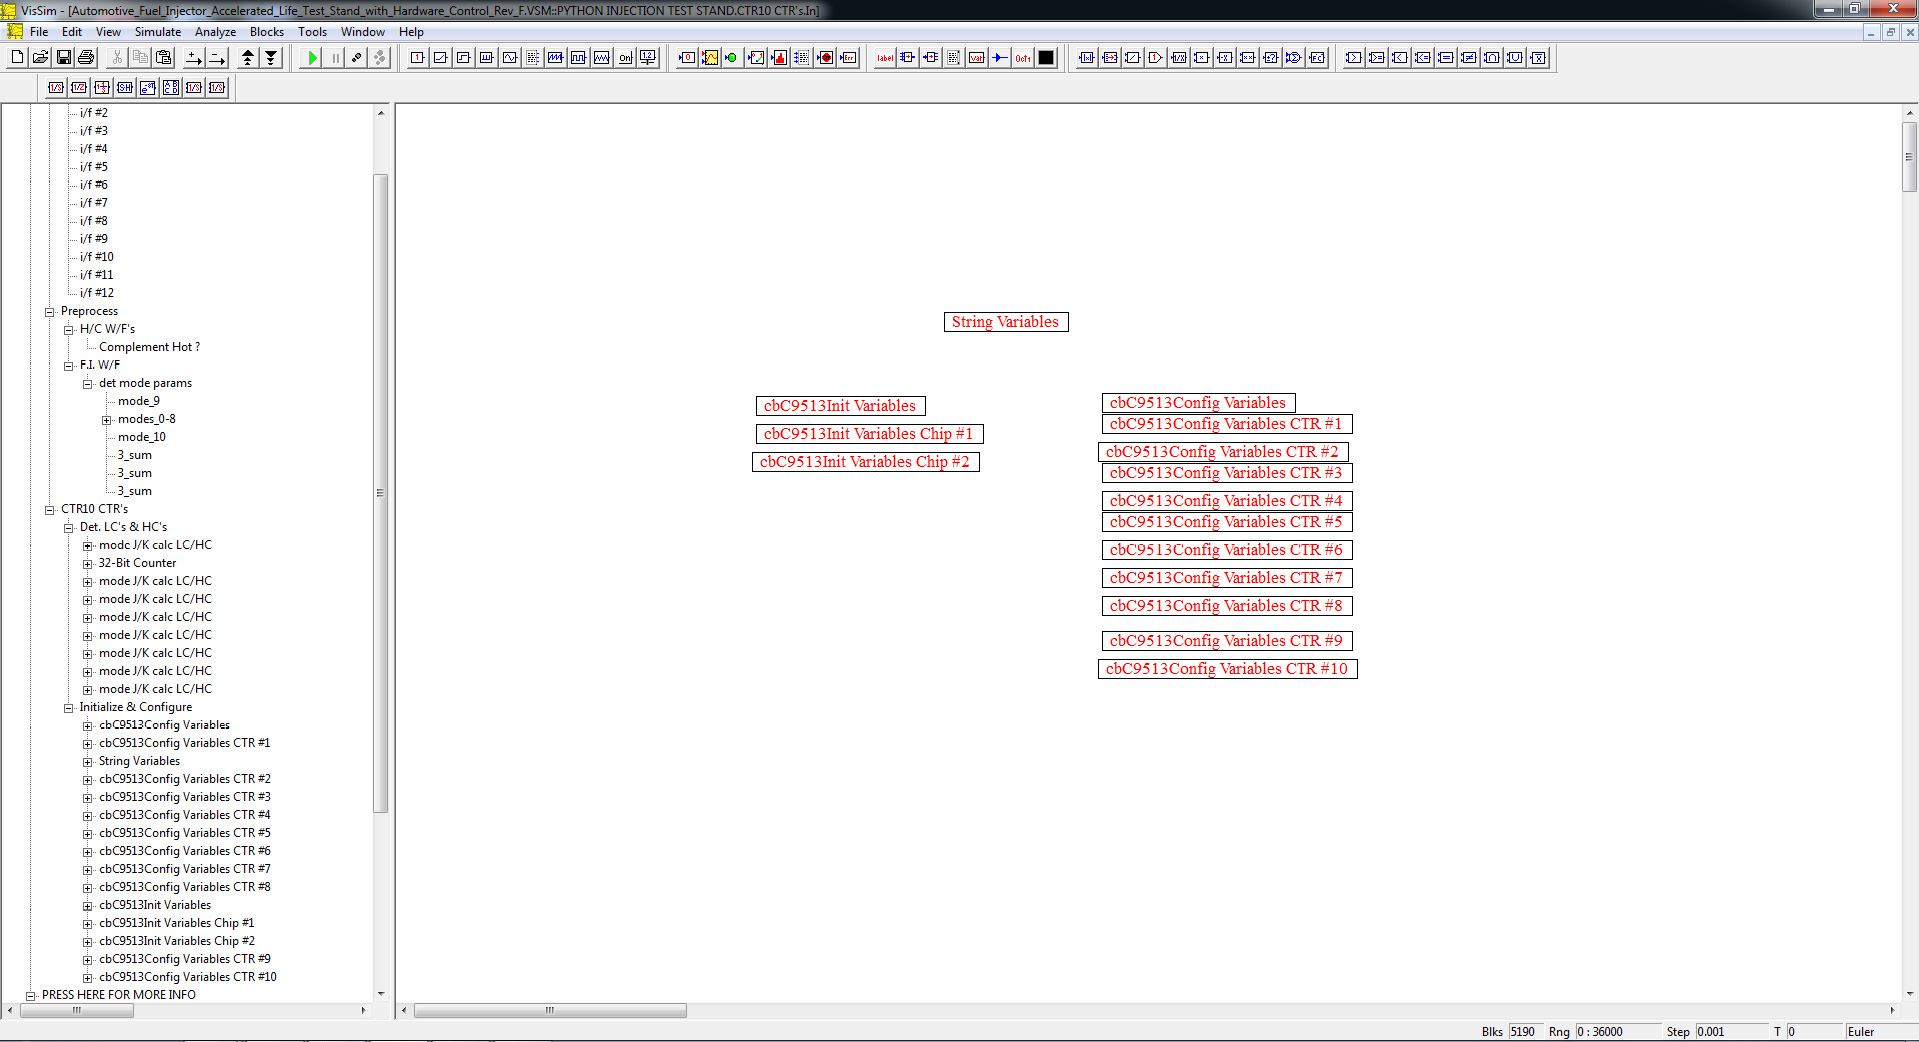 VisSim - [Automotive_Fuel_Injector_Accelerated_Life_Test_Stand_with_Hardware_Control_Rev_F.VSM::PYTHON INJECTION TEST STAND.CTR10 CTR's.In]
File Edit View Simulate Analyze Blocks Tools Window Help
i/f #2
i/f #3
i/f #4
i/f #5
i/f #6
i/f #7
i/f #8
i/f #9
i/f #10
i/f #11
i/f #12
Preprocess
H/C W/F's
Complement Hot ?
F.I. W/F
det mode params
mode_9
modes_0-8
mode_10
3_sum
3_sum
3_sum
CTR10 CTR's
Det. LC's & HC's
mode J/K calc LC/HC
32-Bit Counter
mode J/K calc LC/HC
mode J/K calc LC/HC
mode J/K calc LC/HC
mode J/K calc LC/HC
mode J/K calc LC/HC
mode J/K calc LC/HC
mode J/K calc LC/HC
Initialize & Configure
cbC9513Config Variables
cbC9513Config Variables CTR #1
String Variables
cbC9513Config Variables CTR #2
cbC9513Config Variables CTR #3
cbC9513Config Variables CTR #4
cbC9513Config Variables CTR #5
cbC9513Config Variables CTR #6
cbC9513Config Variables CTR #7
cbC9513Config Variables CTR #8
cbC9513Init Variables
cbC9513Init Variables Chip #1
cbC9513Init Variables Chip #2
cbC9513Config Variables CTR #9
cbC9513Config Variables CTR #10
PRESS HERE FOR MORE INFO
String Variables
cbC9513Init Variables
cbC9513Init Variables Chip #1
cbC9513Init Variables Chip #2
cbC9513Config Variables
cbC9513Config Variables CTR #1
cbC9513Config Variables CTR #2
cbC9513Config Variables CTR #3
cbC9513Config Variables CTR #4
cbC9513Config Variables CTR #5
cbC9513Config Variables CTR #6
cbC9513Config Variables CTR #7
cbC9513Config Variables CTR #8
cbC9513Config Variables CTR #9
cbC9513Config Variables CTR #10
Blks 5190 Rng 0 : 36000 Step 0.001 T 0 Euler